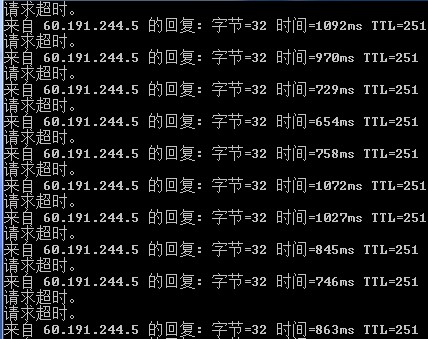 请求超时。
来自 60.191.244.5 的回复: 字节=32 时间=1092ms TTL=251
请求超时。
来自 60.191.244.5 的回复: 字节=32 时间=970ms TTL=251
请求超时。
来自 60.191.244.5 的回复: 字节=32 时间=729ms TTL=251
请求超时。
来自 60.191.244.5 的回复: 字节=32 时间=654ms TTL=251
请求超时。
来自 60.191.244.5 的回复: 字节=32 时间=758ms TTL=251
请求超时。
来自 60.191.244.5 的回复: 字节=32 时间=1072ms TTL=251
请求超时。
来自 60.191.244.5 的回复: 字节=32 时间=1027ms TTL=251
请求超时。
来自 60.191.244.5 的回复: 字节=32 时间=845ms TTL=251
请求超时。
来自 60.191.244.5 的回复: 字节=32 时间=746ms TTL=251
请求超时。
请求超时。
来自 60.191.244.5 的回复: 字节=32 时间=863ms TTL=251